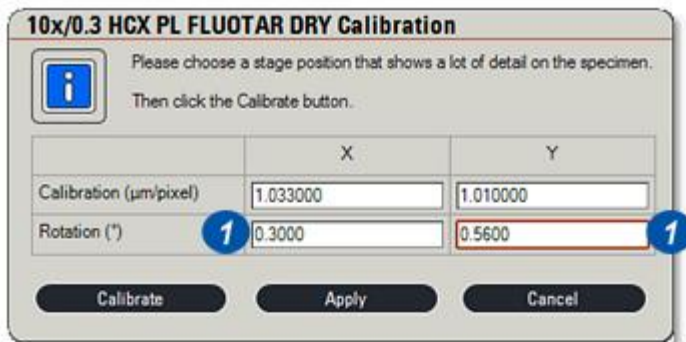 10x/0.3 HCX PL FLUOTAR DRY Calibration
i
Please choose a stage position that shows a lot of detail on the specimen.
Then click the Calibrate button.
X Y
Calibration (µm/pixel) 1.033000 1.010000
Rotation (°) 1 0.3000 0.5600 1
Calibrate Apply Cancel